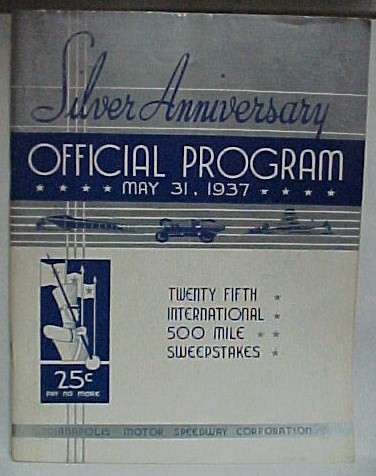 Silver Anniversary
OFFICIAL PROGRAM
MAY 31, 1937
TWENTY FIFTH
INTERNATIONAL
500 MILE
SWEEPSTAKES
25¢
PAY NO MORE
INDIANAPOLIS MOTOR SPEEDWAY CORPORATION